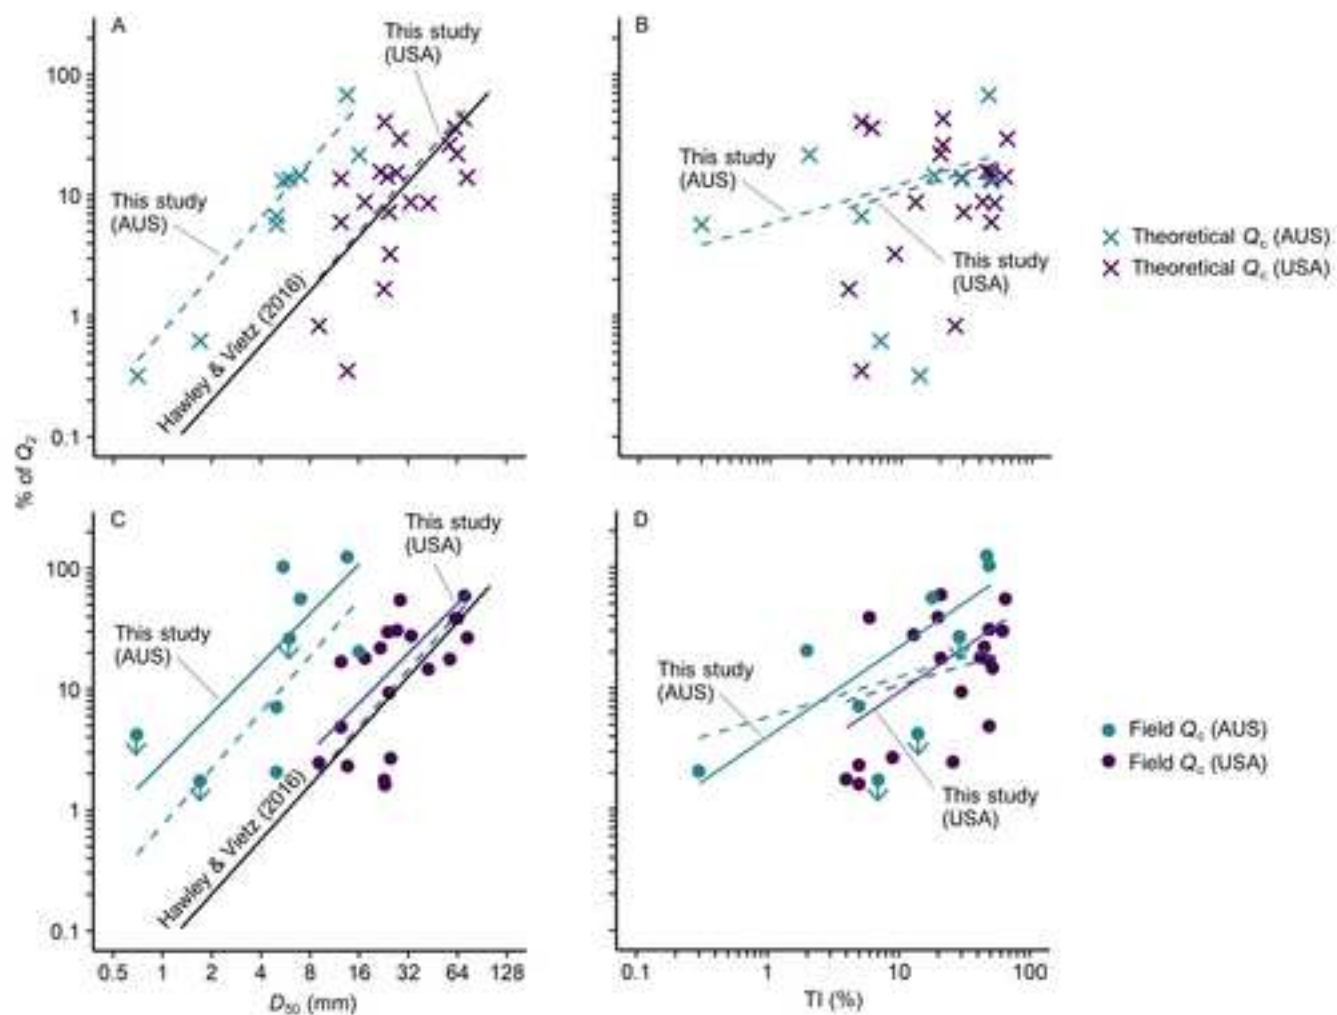 A
This study
(USA)
100
This study
(AUS)
10
1
Hawley & Vietz (2016)
0.1
B
This study
(AUS)
This study
(USA)
Theoretical Qc (AUS)
Theoretical Qc (USA)
% of Q2
C
This study
(USA)
100
This study
(AUS)
10
1
Hawley & Vietz (2016)
0.1
0.5 1 2 4 8 16 32 64 128
D50 (mm)
D
This study
(AUS)
This study
(USA)
0.1 1 10 100
TI (%)
Field Qc (AUS)
Field Qc (USA)